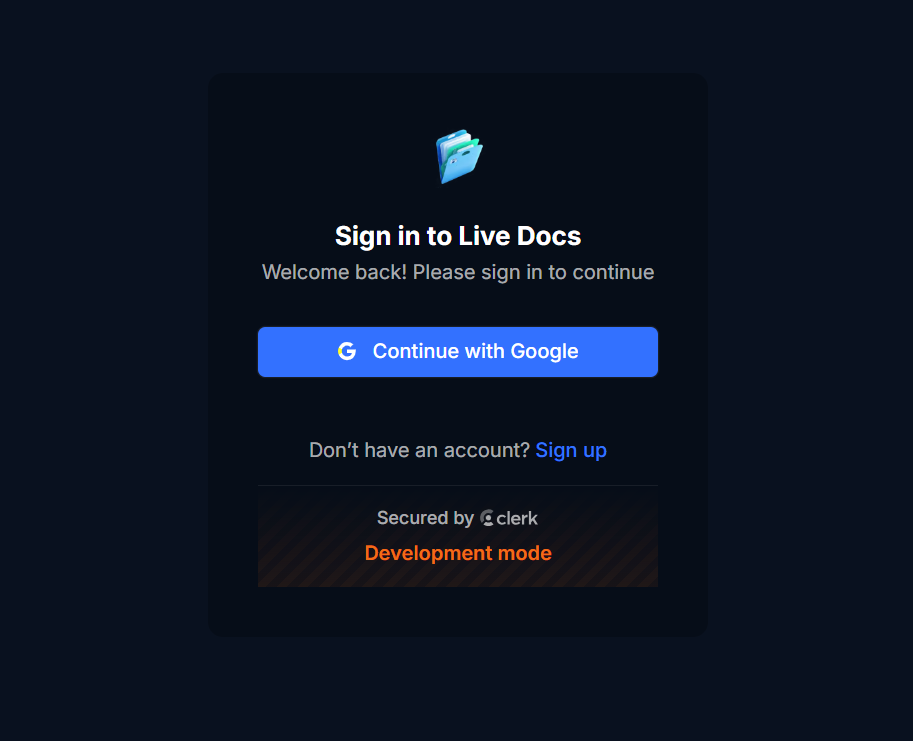 Sign in to Live Docs
Welcome back! Please sign in to continue
Continue with Google
Don’t have an account? Sign up
Secured by clerk
Development mode